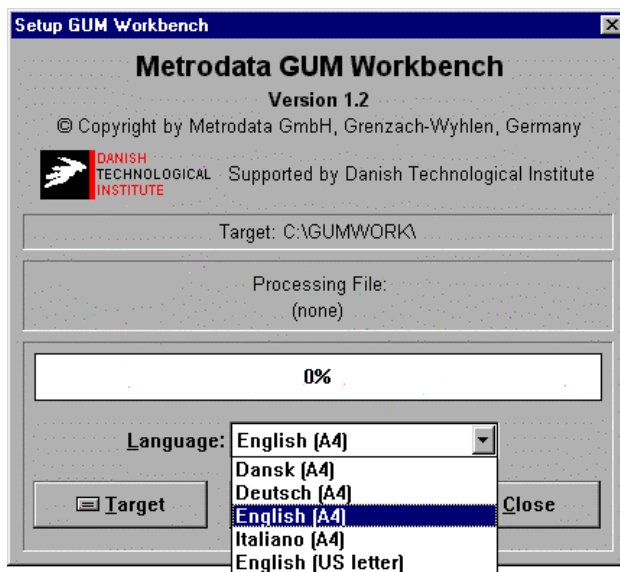 Setup GUM Workbench
Metrodata GUM Workbench
Version 1.2
© Copyright by Metrodata GmbH, Grenzach-Wyhlen, Germany
DANISH
TECHNOLOGICAL
INSTITUTE
Supported by Danish Technological Institute
Target: C:\GUMWORK\
Processing File:
(none)
0%
Language: English (A4)
Dansk (A4)
Deutsch (A4)
English (A4)
Italiano (A4)
English (US letter)
Target
Close